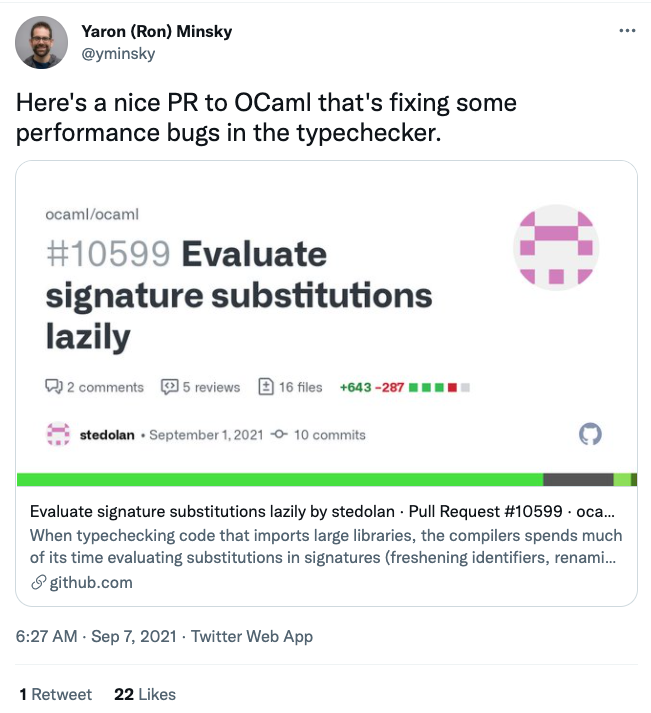 Yaron (Ron) Minsky
@yminsky
Here's a nice PR to OCaml that's fixing some
performance bugs in the typechecker.
ocaml/ocaml
#10599 Evaluate
signature substitutions
lazily
2 comments 5 reviews 16 files +643 -287
stedolan • September 1, 2021 10 commits
Evaluate signature substitutions lazily by stedolan · Pull Request #10599 · oca...
When typechecking code that imports large libraries, the compilers spends much
of its time evaluating substitutions in signatures (freshening identifiers, renami...
github.com
6:27 AM · Sep 7, 2021 · Twitter Web App
1 Retweet 22 Likes